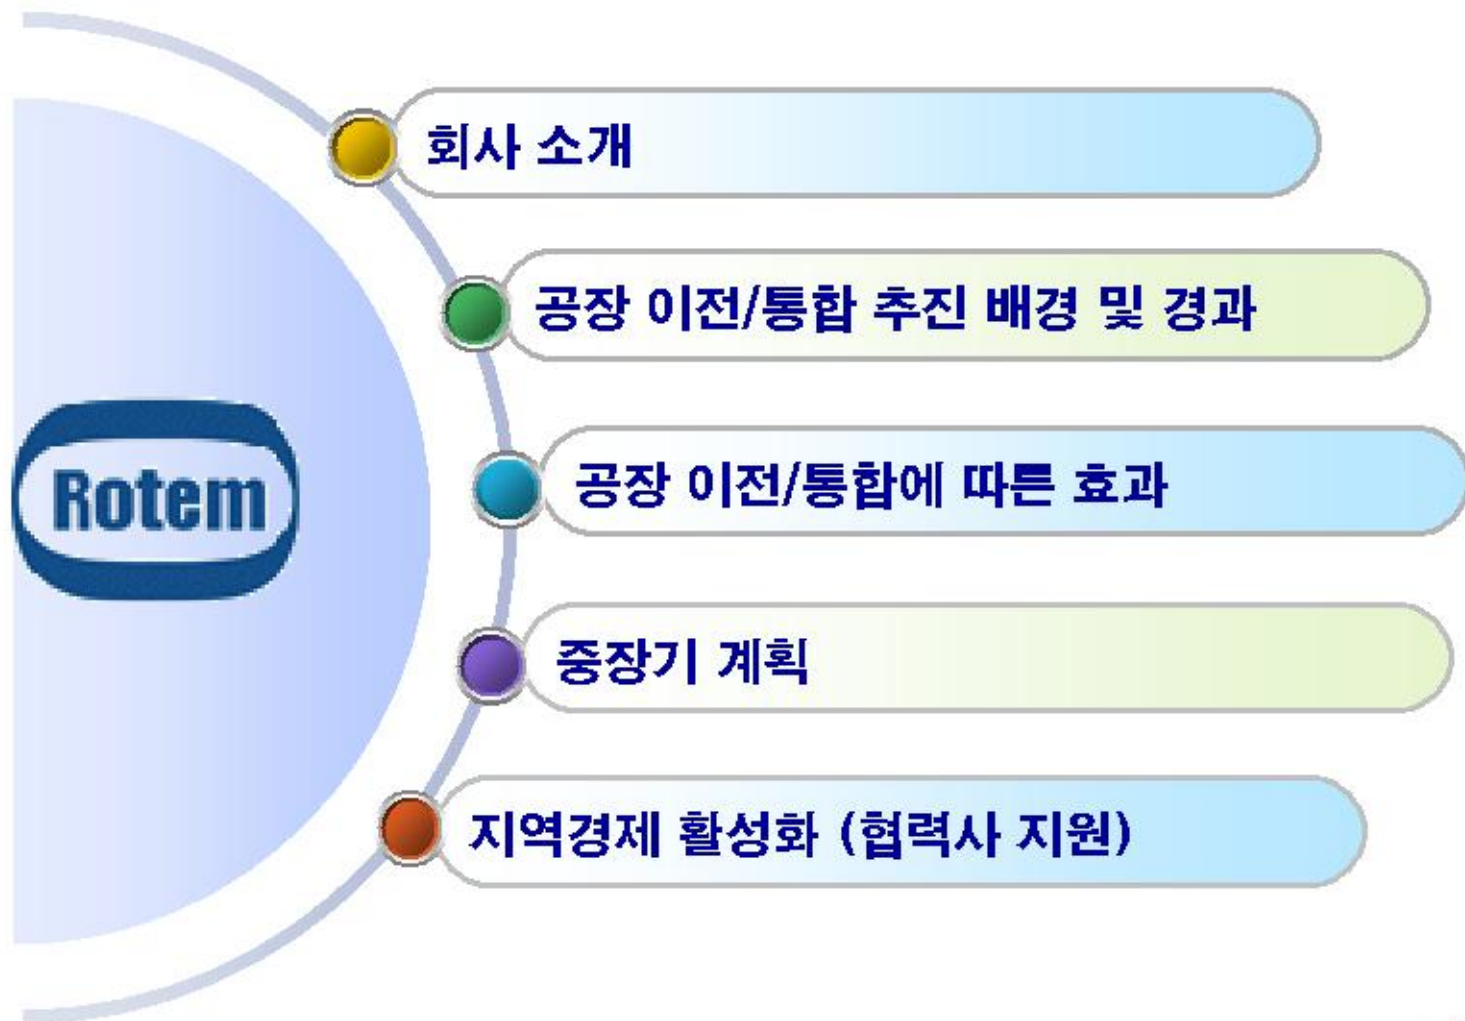 회사 소개
공장 이전/통합 추진 배경 및 경과
Rotem
공장 이전/통합에 따른 효과
중장기 계획
지역경제 활성화 (협력사 지원)